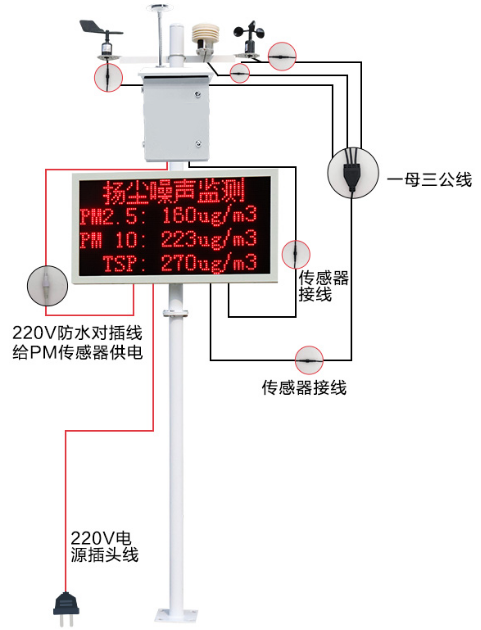 扬尘噪声监测
PM2.5: 160ug/m3
PM 10: 223ug/m3
TSP: 270ug/m3
一母三公线
传感器
接线
220V防水对插线
给PM传感器供电
传感器接线
220V电
源插头线